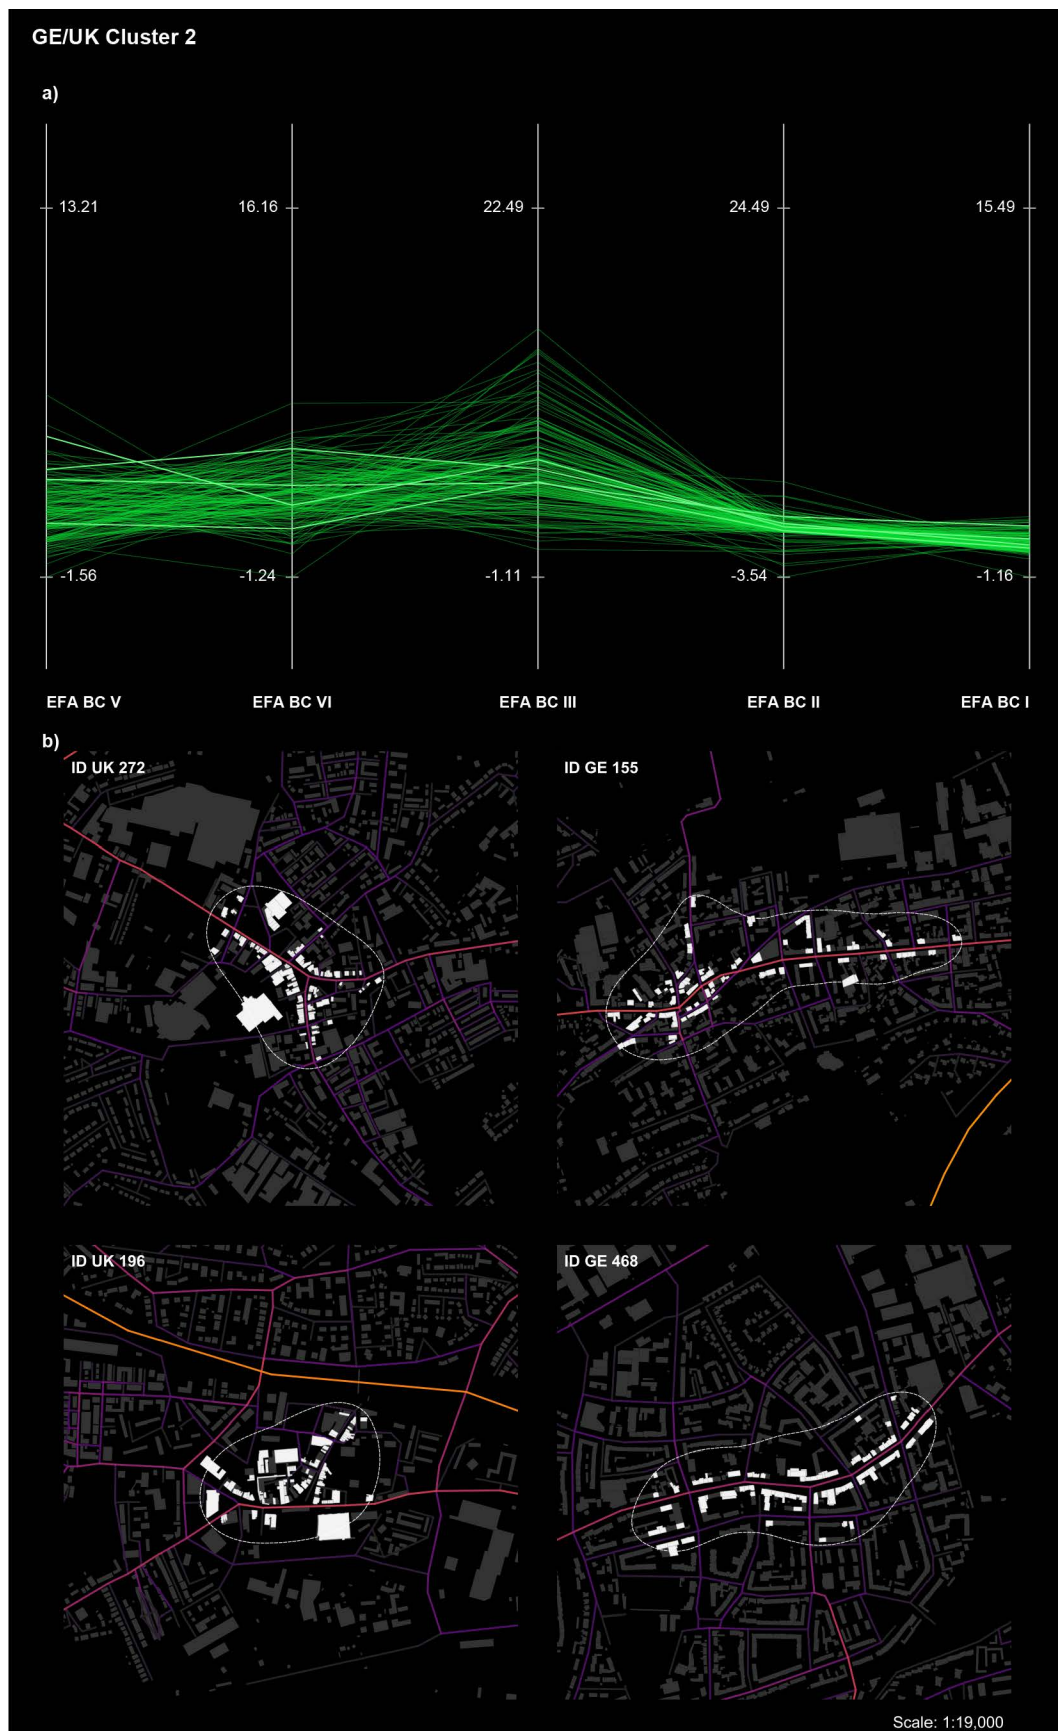 GE/UK Cluster 2
a)
13.21 16.16 22.49 24.49 15.49
-1.56 -1.24 -1.11 -3.54 -1.16
EFA BC V EFA BC VI EFA BC III EFA BC II EFA BC I
b)
ID UK 272 ID GE 155
ID UK 196 ID GE 468
Scale: 1:19,000